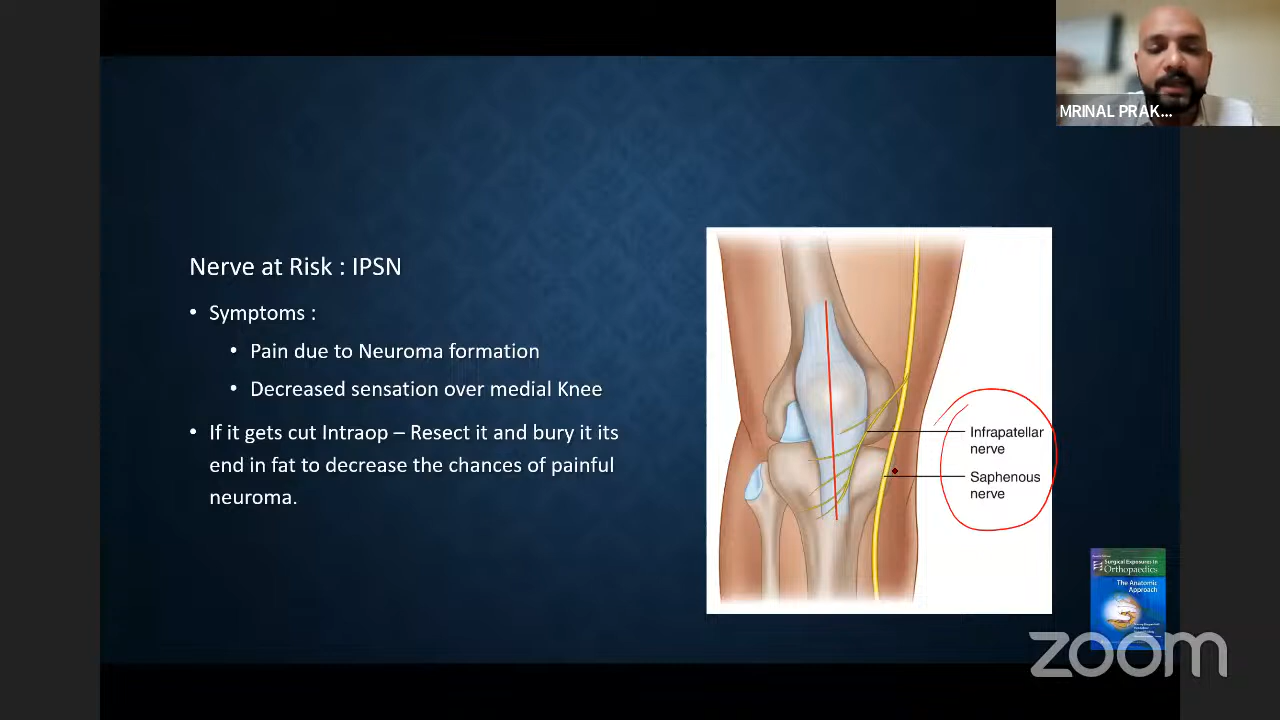 MRINAL PRAK...
Nerve at Risk : IPSN
• Symptoms :
• Pain due to Neuroma formation
• Decreased sensation over medial Knee
• If it gets cut Intraop – Resect it and bury it its
end in fat to decrease the chances of painful
neuroma.
Infrapatellar
nerve
Saphenous
nerve
Surgical Exposures in
Orthopaedics
The Anatomic
Approach
zoom